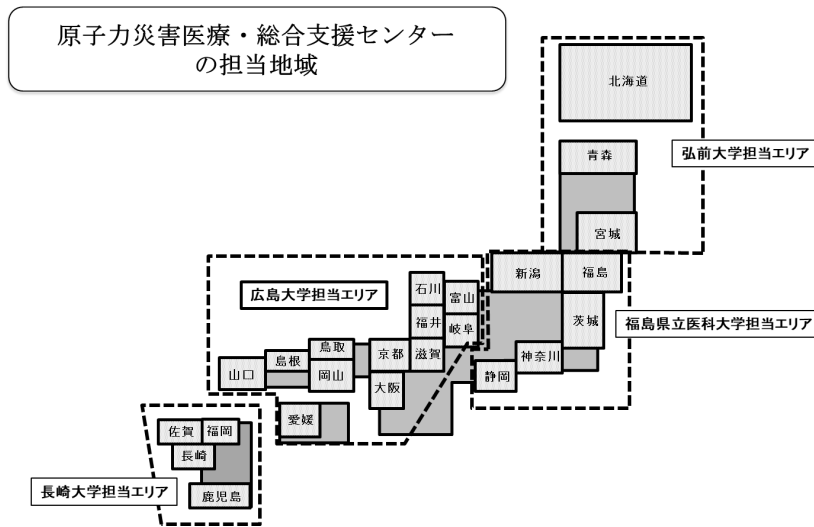 原子力災害医療・総合支援センター
の担当地域
北海道
青森
弘前大学担当エリア
宮城
新潟
福島
広島大学担当エリア
石川
富山
茨城
福島県立医科大学担当エリア
福井
岐阜
鳥取
京都
滋賀
神奈川
島根
山口
岡山
静岡
大阪
愛媛
佐賀
福岡
長崎
長崎大学担当エリア
鹿児島